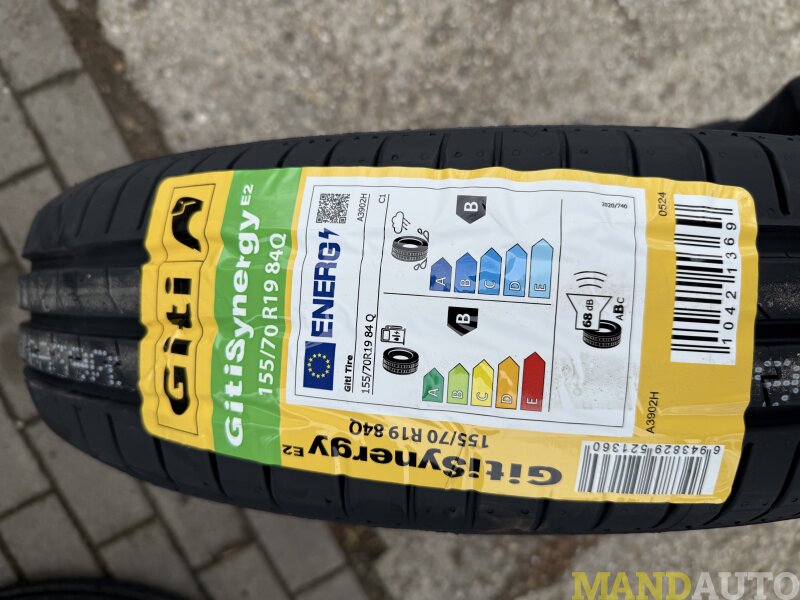 Giti
GitiSynergy E2
155/70 R19 84Q
ENERG
A3902H
C1
Giti Tire
155/70R19 84 Q
B
A
B
C
D
E
B
A
B
C
D
E
2020/740
68 dB
ABC
0524
10421369
A3902H
GitiSynergy E2
155/70 R19 84Q
6 943829 521360
MANDAUTO